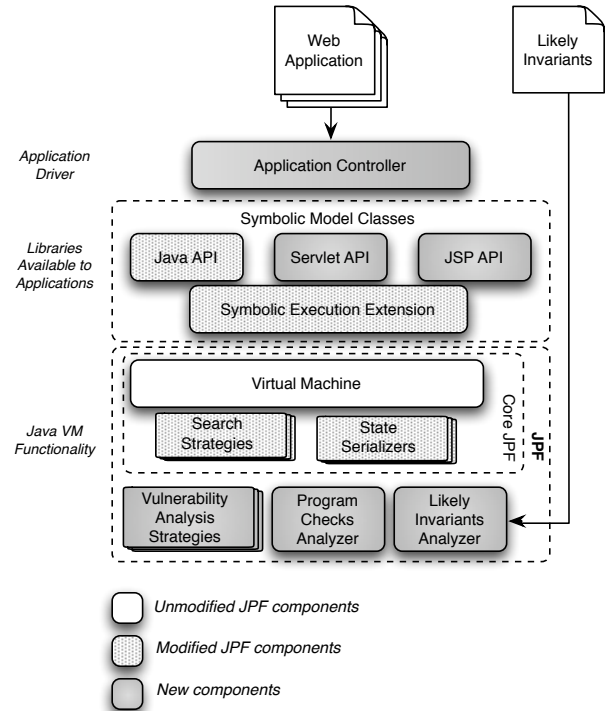 Web
Application
Likely
Invariants
Application
Driver
Application Controller
Symbolic Model Classes
Libraries
Available to
Applications
Java API
Servlet API
JSP API
Symbolic Execution Extension
Java VM
Functionality
Virtual Machine
Search
Strategies
State
Serializers
Core JPF
JPF
Vulnerability
Analysis
Strategies
Program
Checks
Analyzer
Likely
Invariants
Analyzer
Unmodified JPF components
Modified JPF components
New components